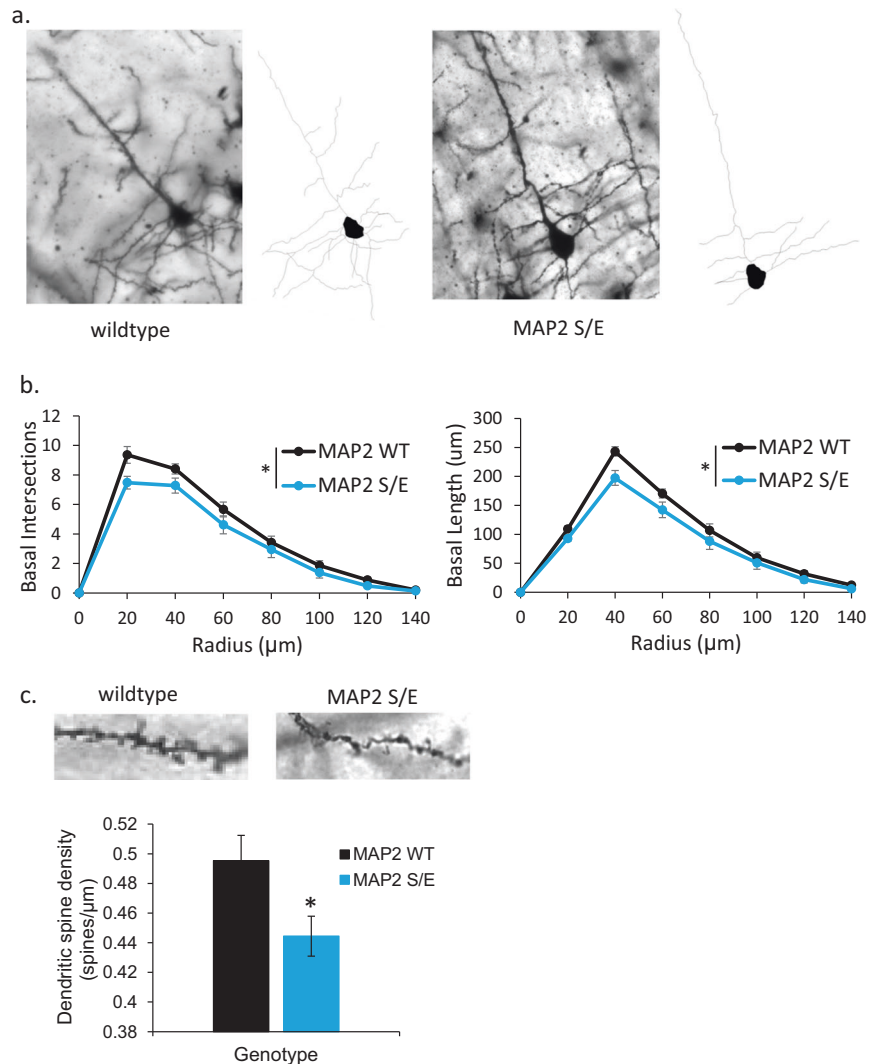 a.
wildtype
MAP2 S/E
b.
Basal Intersections
12
10
8
6
4
2
0
0 20 40 60 80 100 120 140
Radius (μm)
* MAP2 WT
MAP2 S/E
Basal Length (um)
300
250
200
150
100
50
0
0 20 40 60 80 100 120 140
Radius (μm)
* MAP2 WT
MAP2 S/E
c.
wildtype
MAP2 S/E
Dendritic spine density
(spines/μm)
0.52
0.5
0.48
0.46
0.44
0.42
0.4
0.38
*
Genotype
MAP2 WT
MAP2 S/E